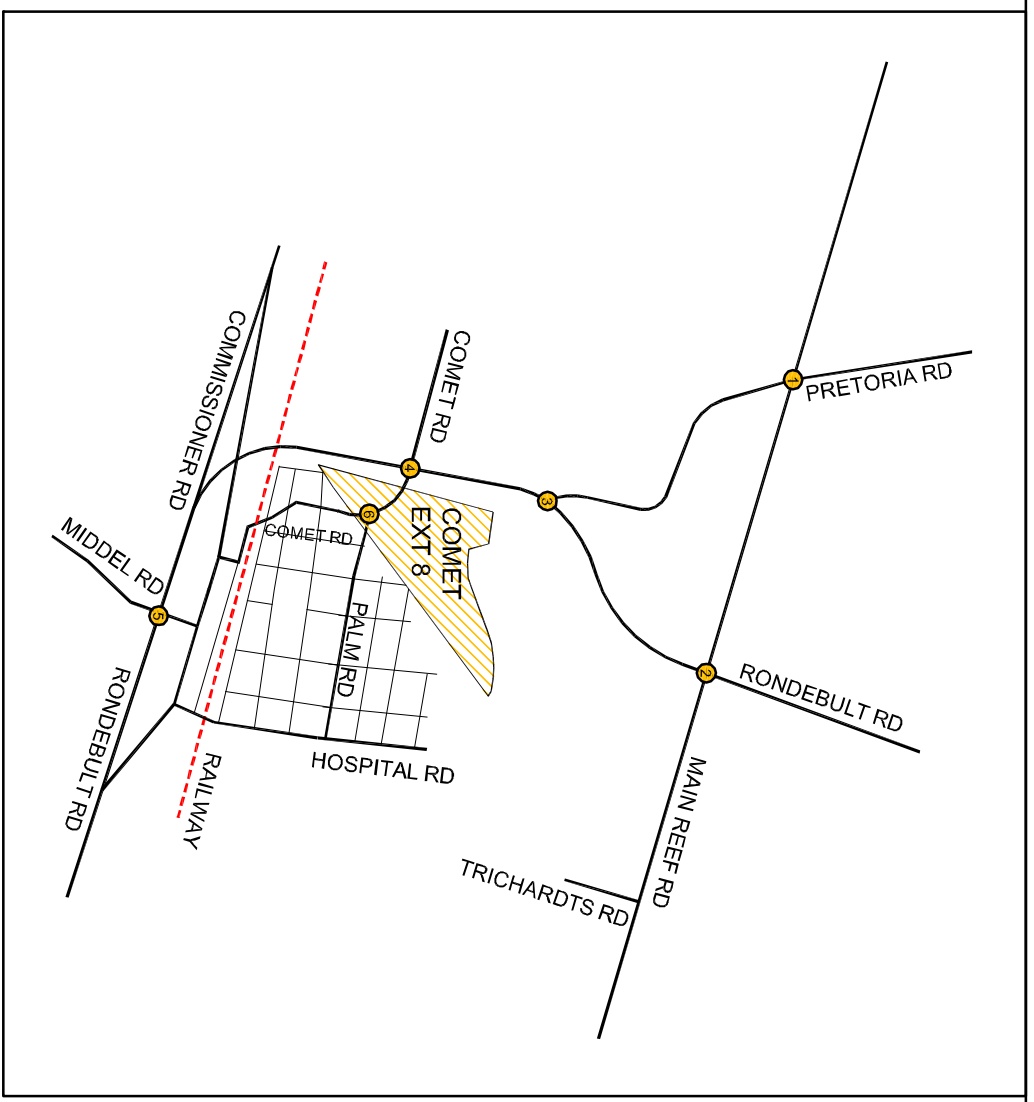 1
PRETORIA RD
COMMISSIONER RD
COMET RD
4
3
6
COMET RD
COMET
EXT 8
MIDDEL RD
5
PALM RD
2
RONDEBULT RD
RONDEBULT RD
RAILWAY
HOSPITAL RD
MAIN REEF RD
TRICHARDTS RD